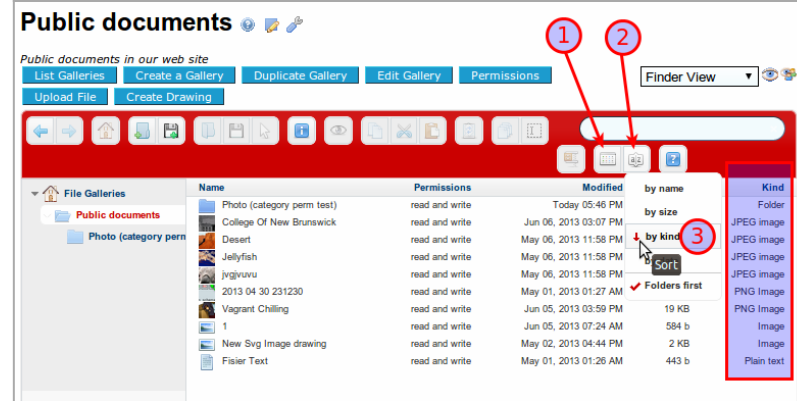 Public documents
Public documents in our web site
List Galleries Create a Gallery Duplicate Gallery Edit Gallery Permissions
Finder View
Upload File Create Drawing
1
2
File Galleries
Public documents
Photo (category perm
Name Permissions Modified Kind
Photo (category perm test) read and write Today 05:46 PM Folder
College Of New Brunswick read and write Jun 06, 2013 03:07 PM JPEG image
Desert read and write May 06, 2013 11:58 PM JPEG image
Jellyfish read and write May 06, 2013 11:58 PM JPEG image
jvgjvuvu read and write May 06, 2013 11:58 PM JPEG image
2013 04 30 231230 read and write May 01, 2013 01:27 AM PNG Image
Vagrant Chilling read and write Jun 05, 2013 03:59 PM 19 KB PNG Image
1 read and write Jun 05, 2013 07:24 AM 584 b Image
New Svg Image drawing read and write May 02, 2013 04:44 PM 2 KB Image
Fisier Text read and write May 01, 2013 01:26 AM 443 b Plain text
by name
by size
by kind
3
Sort
Folders first